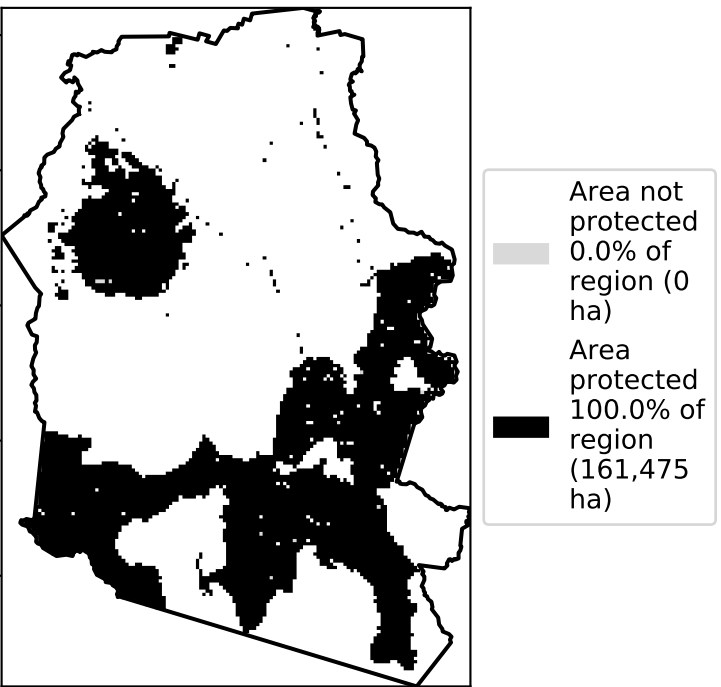 Area not
protected
0.0% of
region (0
ha)
Area
protected
100.0% of
region
(161,475
ha)